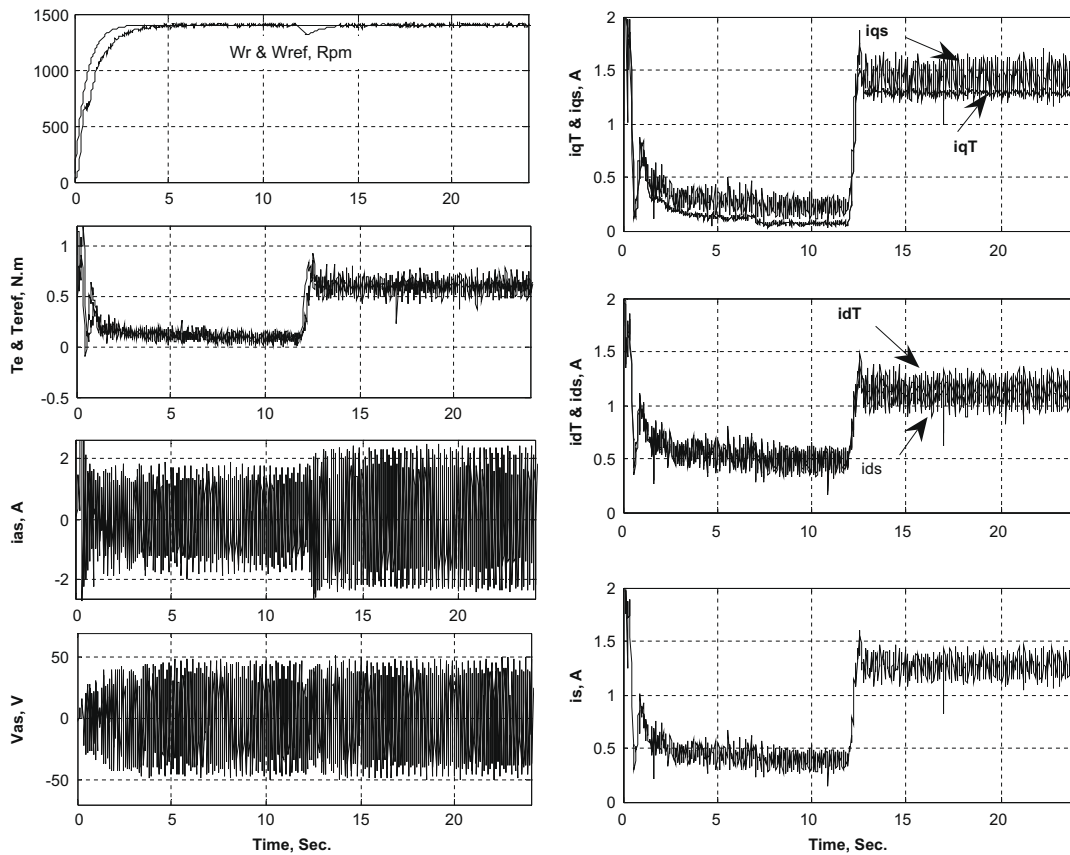 1500
1000
500
0
Wr & Wref, Rpm
0 5 10 15 20
Te & Teref, N.m
1
0.5
0
-0.5
0 5 10 15 20
ias, A
2
0
-2
0 5 10 15 20
Vas, V
50
0
-50
0 5 10 15 20
Time, Sec.
iqT & iqs, A
2
1.5
1
0.5
0
iqs
iqT
0 5 10 15 20
idT & ids, A
2
1.5
1
0.5
0
idT
ids
0 5 10 15 20
is, A
2
1.5
1
0.5
0
0 5 10 15 20
Time, Sec.